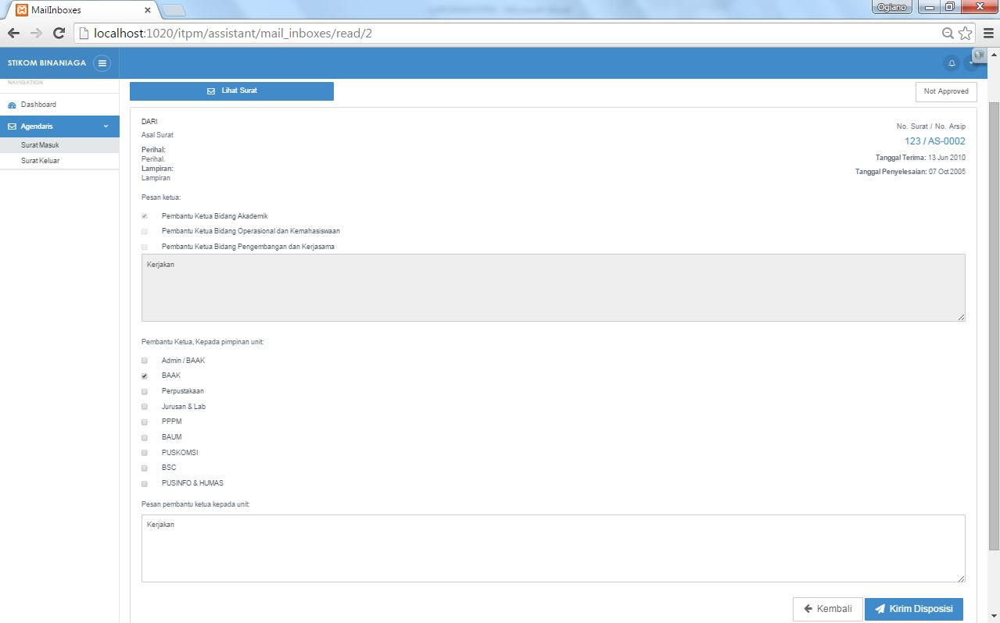 MailInboxes
Ogiano
localhost:1020/itpm/assistant/mail_inboxes/read/2
STIKOM BINANIAGA
NAVIGATION
Dashboard
Agendaris
Surat Masuk
Surat Keluar
Lihat Surat
Not Approved
DARI
Asal Surat
Perihal:
Perihal.
Lampiran:
Lampiran
No. Surat / No. Arsip
123 / AS-0002
Tanggal Terima: 13 Jun 2010
Tanggal Penyelesaian: 07 Oct 2005
Pesan ketua:
Pembantu Ketua Bidang Akademik
Pembantu Ketua Bidang Operasional dan Kemahasiswaan
Pembantu Ketua Bidang Pengembangan dan Kerjasama
Kerjakan
Pembantu Ketua, Kepada pimpinan unit:
Admin / BAAK
BAAK
Perpustakaan
Jurusan & Lab
PPPM
BAUM
PUSKOMSI
BSC
PUSINFO & HUMAS
Pesan pembantu ketua kepada unit:
Kerjakan
Kembali
Kirim Disposisi